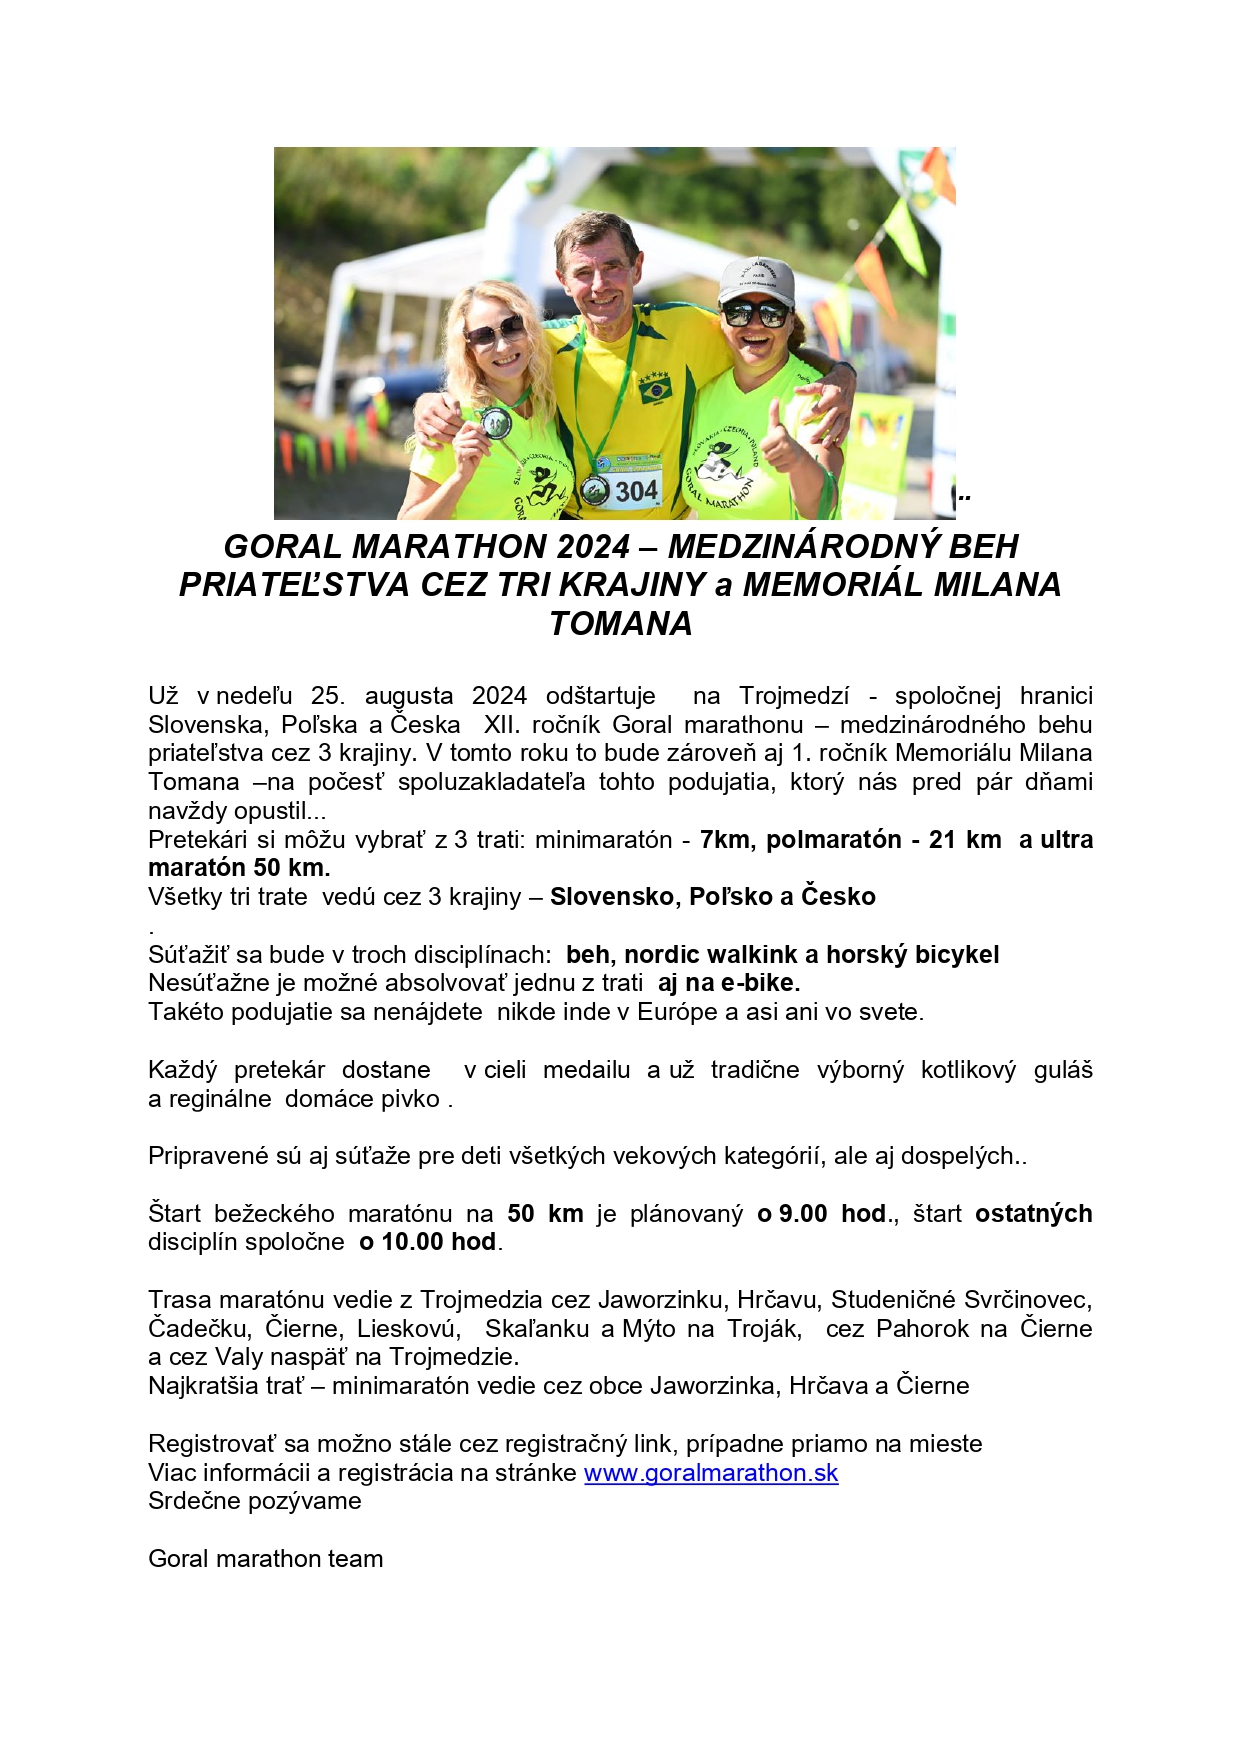 304
SLOVAKIA · CZECHIA · POLAND
GORAL MARATHON
..
GORAL MARATHON 2024 – MEDZINÁRODNÝ BEH
PRIATEĽSTVA CEZ TRI KRAJINY a MEMORIÁL MILANA
TOMANA
Už v nedeľu 25. augusta 2024 odštartuje na Trojmedzí - spoločnej hranici
Slovenska, Poľska a Česka XII. ročník Goral marathonu – medzinárodného behu
priateľstva cez 3 krajiny. V tomto roku to bude zároveň aj 1. ročník Memoriálu Milana
Tomana –na počesť spoluzakladateľa tohto podujatia, ktorý nás pred pár dňami
navždy opustil...
Pretekári si môžu vybrať z 3 trati: minimaratón - 7km, polmaratón - 21 km a ultra
maratón 50 km.
Všetky tri trate vedú cez 3 krajiny – Slovensko, Poľsko a Česko
.
Súťažiť sa bude v troch disciplínach: beh, nordic walkink a horský bicykel
Nesúťažne je možné absolvovať jednu z trati aj na e-bike.
Takéto podujatie sa nenájdete nikde inde v Európe a asi ani vo svete.
Každý pretekár dostane v cieli medailu a už tradične výborný kotlikový guláš
a reginálne domáce pivko .
Pripravené sú aj súťaže pre deti všetkých vekových kategórií, ale aj dospelých..
Štart bežeckého maratónu na 50 km je plánovaný o 9.00 hod., štart ostatných
disciplín spoločne o 10.00 hod.
Trasa maratónu vedie z Trojmedzia cez Jaworzinku, Hrčavu, Studeničné Svrčinovec,
Čadečku, Čierne, Lieskovú, Skaľanku a Mýto na Troják, cez Pahorok na Čierne
a cez Valy naspäť na Trojmedzie.
Najkratšia trať – minimaratón vedie cez obce Jaworzinka, Hrčava a Čierne
Registrovať sa možno stále cez registračný link, prípadne priamo na mieste
Viac informácii a registrácia na stránke www.goralmarathon.sk
Srdečne pozývame
Goral marathon team